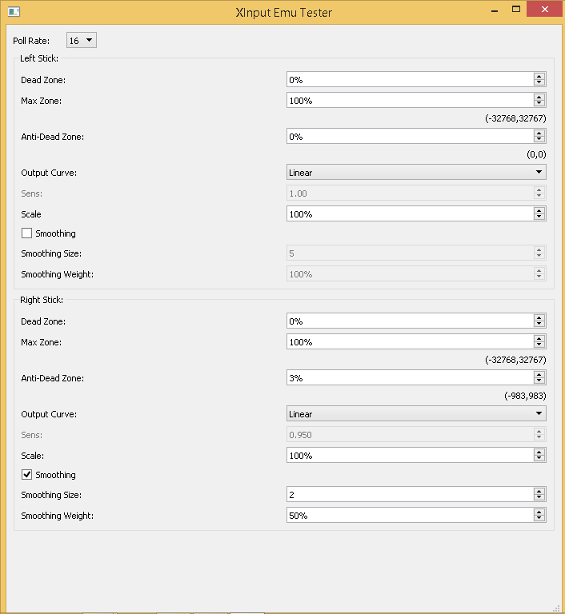 XInput Emu Tester
Poll Rate: 16
Left Stick:
Dead Zone: 0%
Max Zone: 100%
(-32768,32767)
Anti-Dead Zone: 0%
(0,0)
Output Curve: Linear
Sens: 1.00
Scale 100%
Smoothing
Smoothing Size: 5
Smoothing Weight: 100%
Right Stick:
Dead Zone: 0%
Max Zone: 100%
(-32768,32767)
Anti-Dead Zone: 3%
(-983,983)
Output Curve: Linear
Sens: 0.950
Scale: 100%
Smoothing
Smoothing Size: 2
Smoothing Weight: 50%